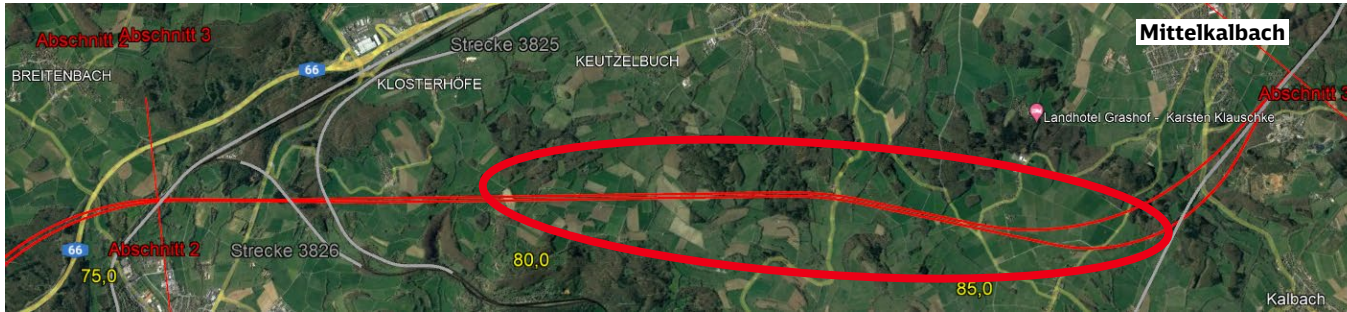 Mittelkalbach
Abschnitt 2
Abschnitt 3
Strecke 3825
KEUTZELBUCH
BREITENBACH
66
KLOSTERHÖFE
Abschnitt 3
Landhotel Grashof - Karsten Klauschke
66
Abschnitt 2
Strecke 3826
75,0
80,0
85,0
Kalbach